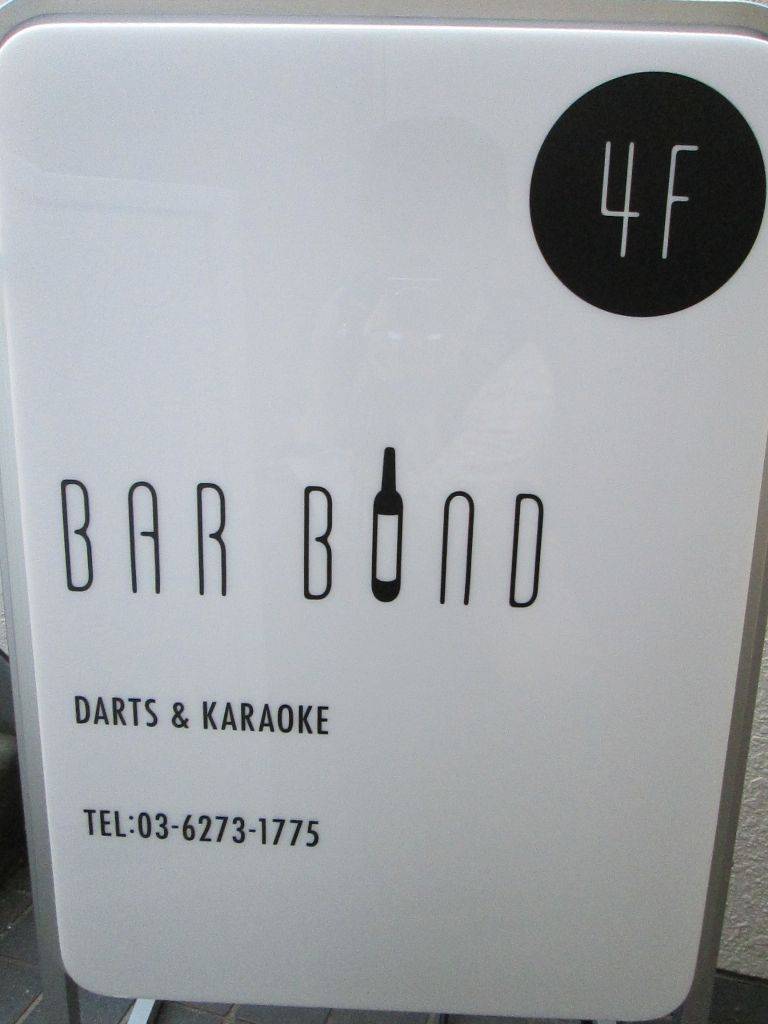 4F
BAR BOND
DARTS & KARAOKE
TEL:03-6273-1775